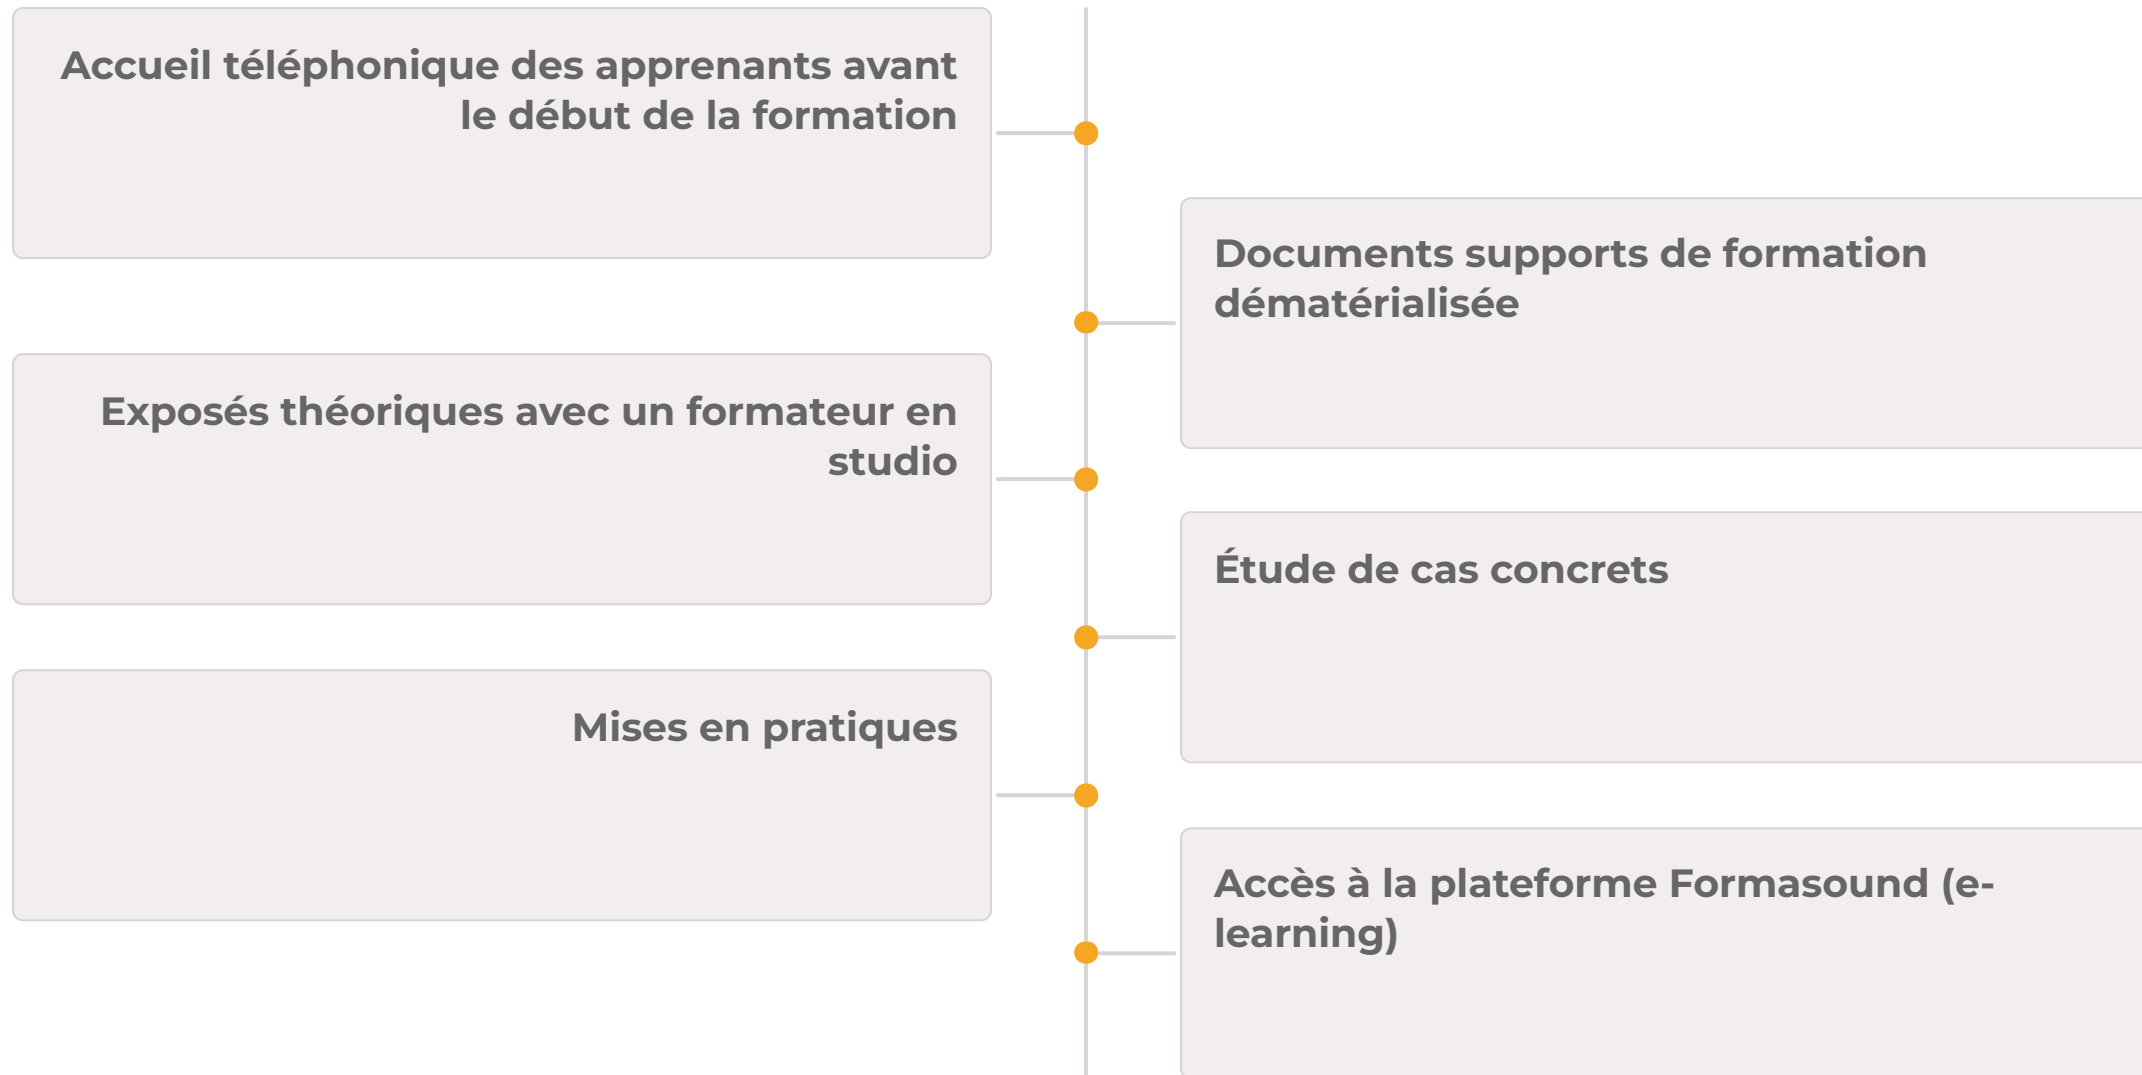 Accueil téléphonique des apprenants avant
le début de la formation
Documents supports de formation
dématérialisée
Exposés théoriques avec un formateur en
studio
Étude de cas concrets
Mises en pratiques
Accès à la plateforme Formasound (e-
learning)